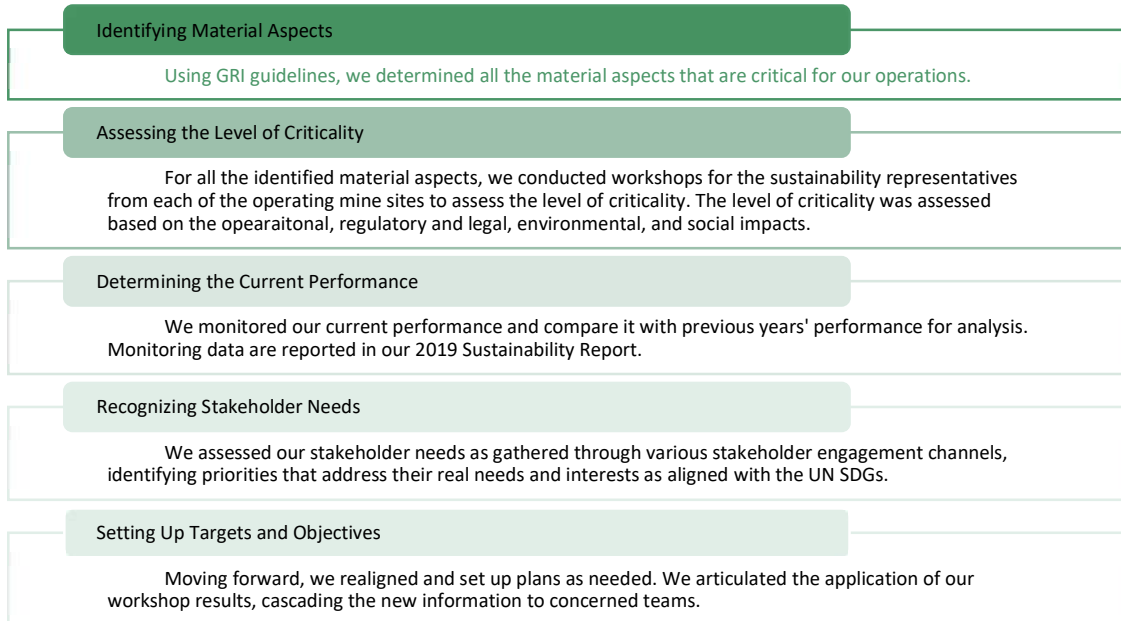 Identifying Material Aspects
Using GRI guidelines, we determined all the material aspects that are critical for our operations.
Assessing the Level of Criticality
For all the identified material aspects, we conducted workshops for the sustainability representatives
from each of the operating mine sites to assess the level of criticality. The level of criticality was assessed
based on the opearaitonal, regulatory and legal, environmental, and social impacts.
Determining the Current Performance
We monitored our current performance and compare it with previous years' performance for analysis.
Monitoring data are reported in our 2019 Sustainability Report.
Recognizing Stakeholder Needs
We assessed our stakeholder needs as gathered through various stakeholder engagement channels,
identifying priorities that address their real needs and interests as aligned with the UN SDGs.
Setting Up Targets and Objectives
Moving forward, we realigned and set up plans as needed. We articulated the application of our
workshop results, cascading the new information to concerned teams.